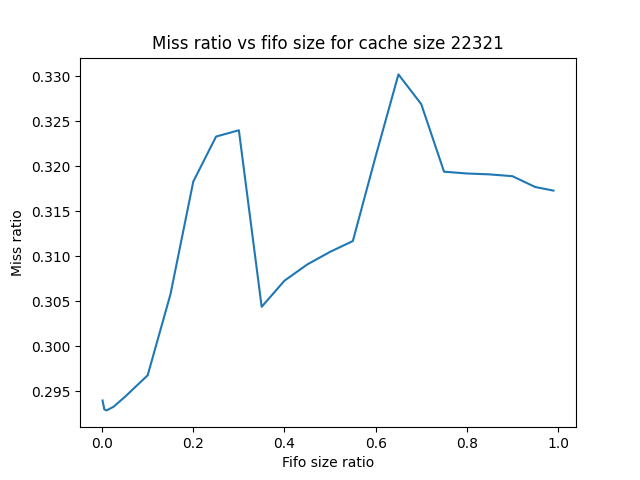 Miss ratio vs fifo size for cache size 22321
0.330
0.325
0.320
0.315
0.310
0.305
0.300
0.295
Miss ratio
0.0 0.2 0.4 0.6 0.8 1.0
Fifo size ratio